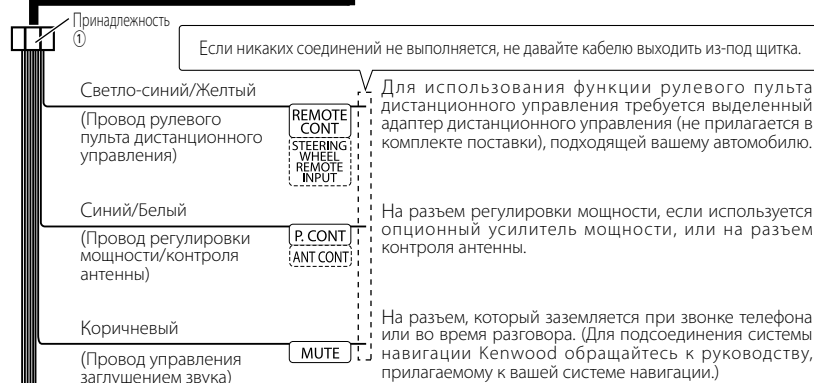 Принадлежность
①
Если никаких соединений не выполняется, не давайте кабелю выходить из-под щитка.
Светло-синий/Желтый
(Провод рулевого
пульта дистанционного
управления)
REMOTE
CONT
STEERING
WHEEL
REMOTE
INPUT
Для использования функции рулевого пульта
дистанционного управления требуется выделенный
адаптер дистанционного управления (не прилагается в
комплекте поставки), подходящей вашему автомобилю.
Синий/Белый
(Провод регулировки
мощности/контроля
антенны)
P. CONT
ANT CONT
На разъем регулировки мощности, если используется
опционный усилитель мощности, или на разъем
контроля антенны.
Коричневый
(Провод управления
заглушением звука)
MUTE
На разъем, который заземляется при звонке телефона
или во время разговора. (Для подсоединения системы
навигации Kenwood обращайтесь к руководству,
прилагаемому к вашей системе навигации.)